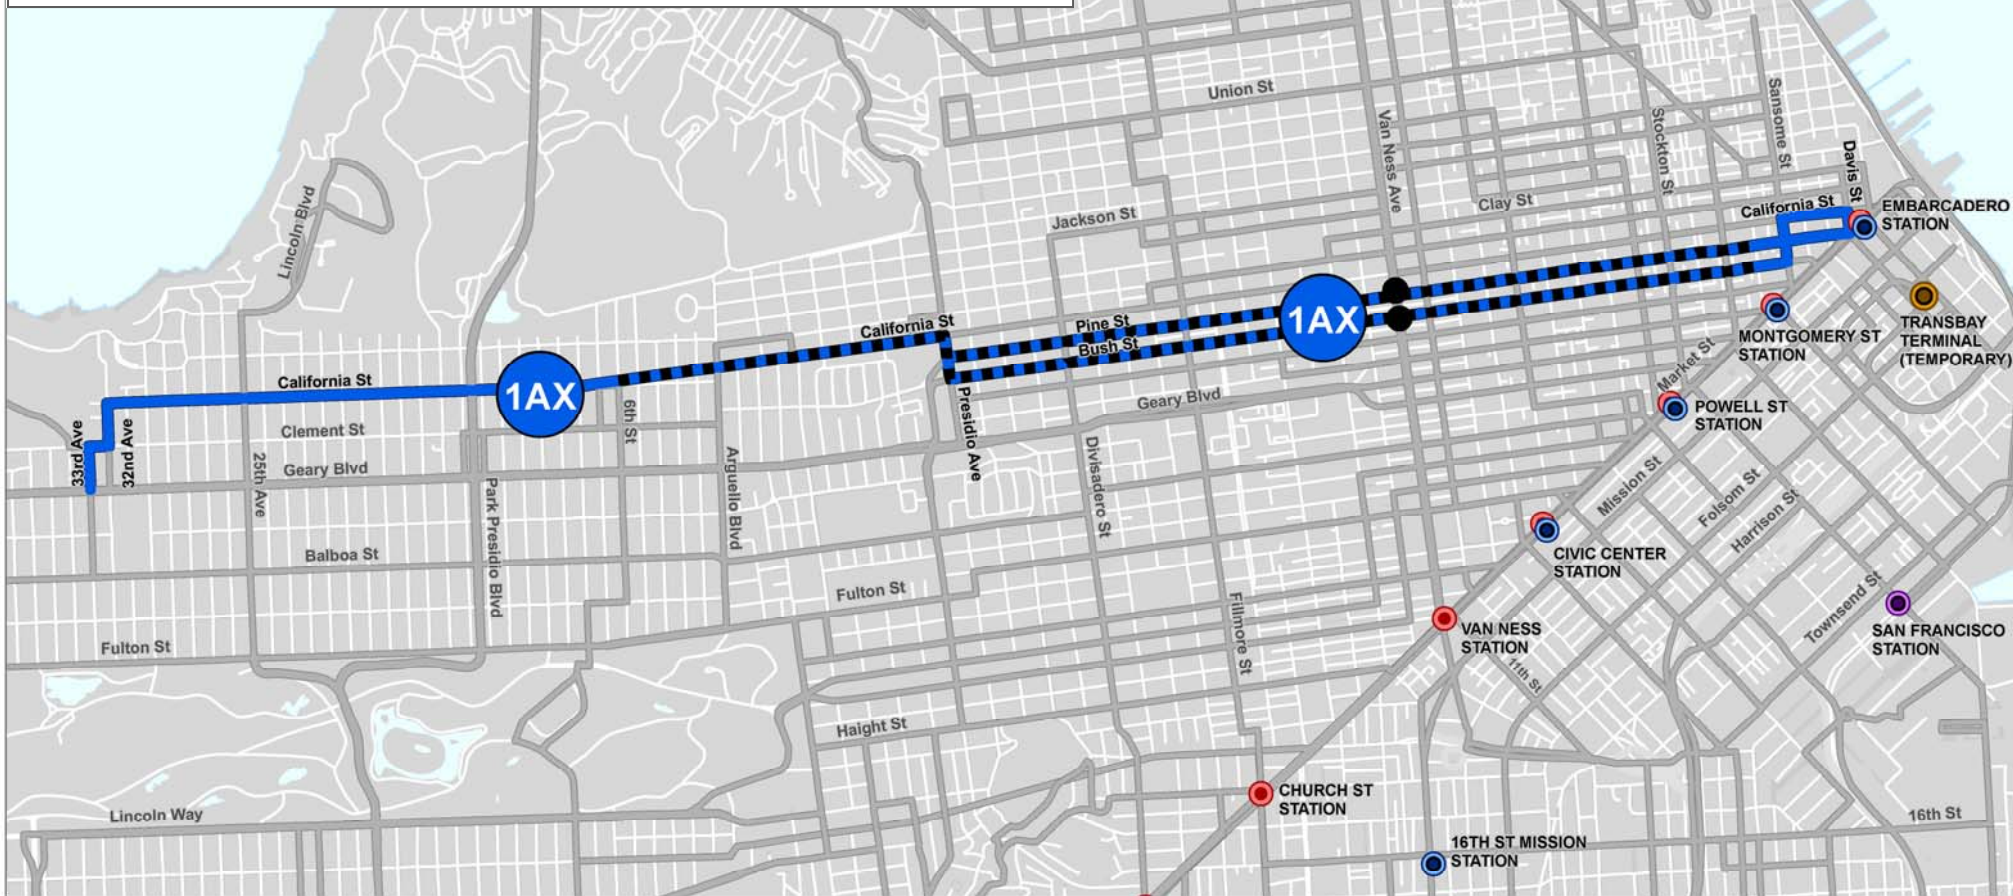 Union St
Van Ness Ave
Stockton St
Sansome St
Davis St
Lincoln Blvd
Jackson St
Clay St
California St
EMBARCADERO
STATION
1AX
TRANSBAY
TERMINAL
(TEMPORARY)
MONTGOMERY ST
STATION
California St
Pine St
Bush St
Market St
California St
1AX
Geary Blvd
POWELL ST
STATION
Clement St
6th St
Presidio Ave
33rd Ave
32nd Ave
25th Ave
Geary Blvd
Park Presidio Blvd
Arguello Blvd
Divisadero St
Mission St
Folsom St
Harrison St
Balboa St
CIVIC CENTER
STATION
Fulton St
Fillmore St
Townsend St
VAN NESS
STATION
SAN FRANCISCO
STATION
Fulton St
11th St
Haight St
CHURCH ST
STATION
Lincoln Way
16th St
16TH ST MISSION
STATION